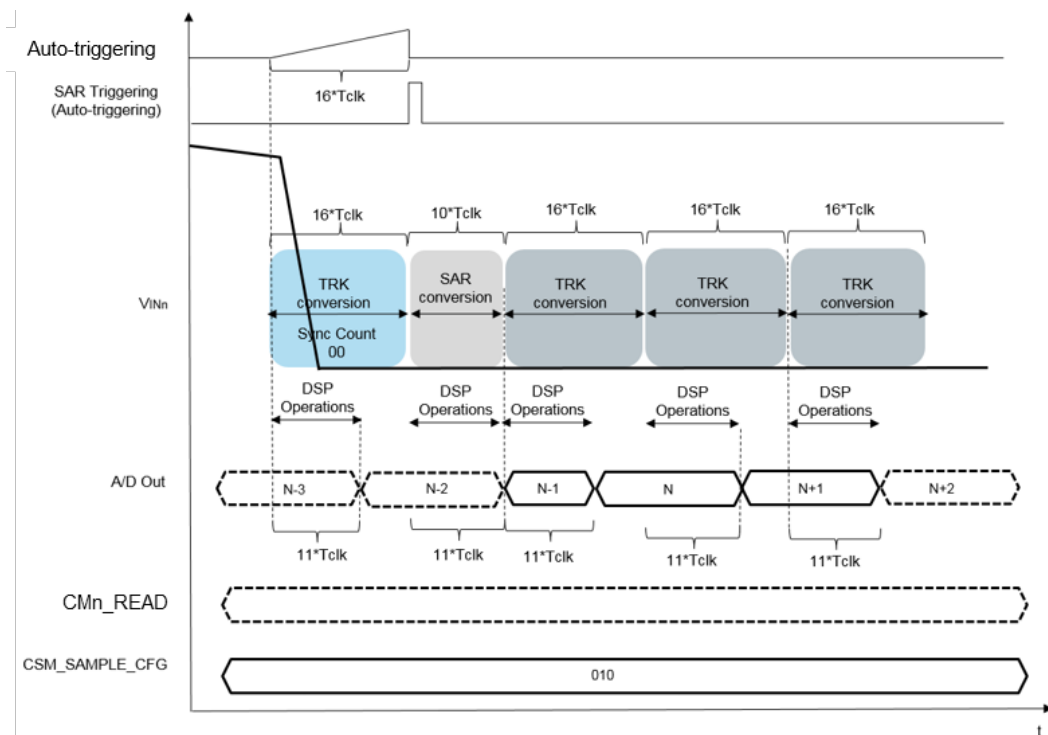 Auto-triggering
16*Tclk
SAR Triggering
(Auto-triggering)
16*Tclk
10*Tclk
16*Tclk
16*Tclk
16*Tclk
VINn
TRK
conversion
Sync Count
00
SAR
conversion
TRK
conversion
TRK
conversion
TRK
conversion
DSP
Operations
DSP
Operations
DSP
Operations
DSP
Operations
DSP
Operations
A/D Out
N-3
N-2
N-1
N
N+1
N+2
11*Tclk
11*Tclk
11*Tclk
11*Tclk
11*Tclk
CMn_READ
CSM_SAMPLE_CFG
010
t